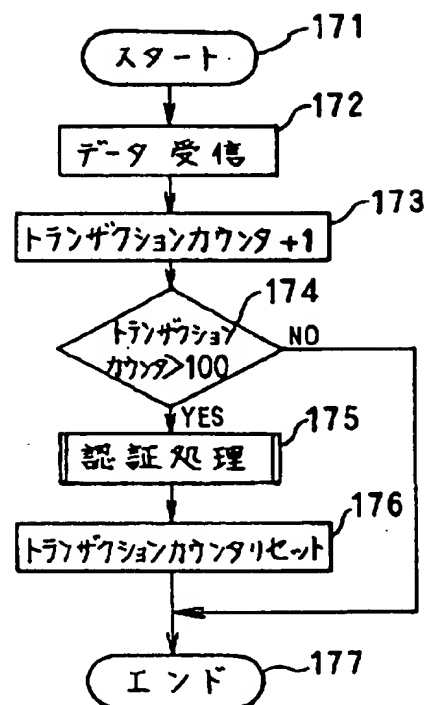 スタート
171
172
データ 受信
173
トランザクションカウンタ +1
174
トランザクション
カウンタ>100
NO
YES
175
認証処理
176
トランザクションカウンタリセット
エンド
177